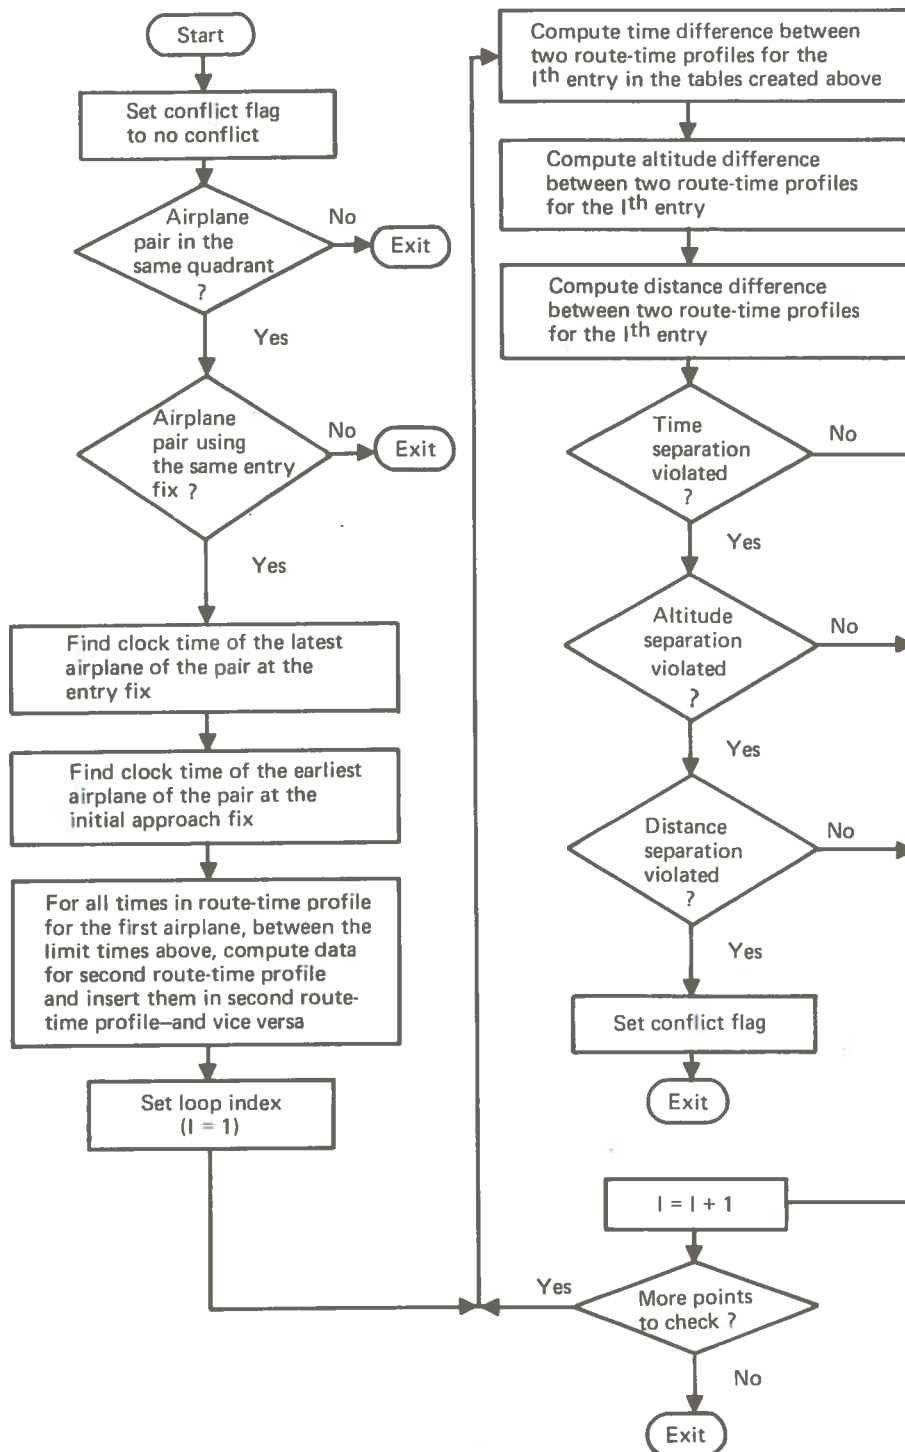 Start
Set conflict flag
to no conflict
Airplane
pair in the
same quadrant
?
No
Exit
Yes
Airplane
pair using
the same entry
fix ?
No
Exit
Yes
Find clock time of the latest
airplane of the pair at the
entry fix
Find clock time of the earliest
airplane of the pair at the
initial approach fix
For all times in route-time profile
for the first airplane, between the
limit times above, compute data
for second route-time profile
and insert them in second route-
time profile—and vice versa
Set loop index
(I = 1)
Compute time difference between
two route-time profiles for the
Ith entry in the tables created above
Compute altitude difference
between two route-time profiles
for the Ith entry
Compute distance difference
between two route-time profiles
for the Ith entry
Time
separation
violated
?
No
Yes
Altitude
separation
violated
?
No
Yes
Distance
separation
violated
?
No
Yes
Set conflict flag
Exit
I = I + 1
More points
to check ?
Yes
No
Exit